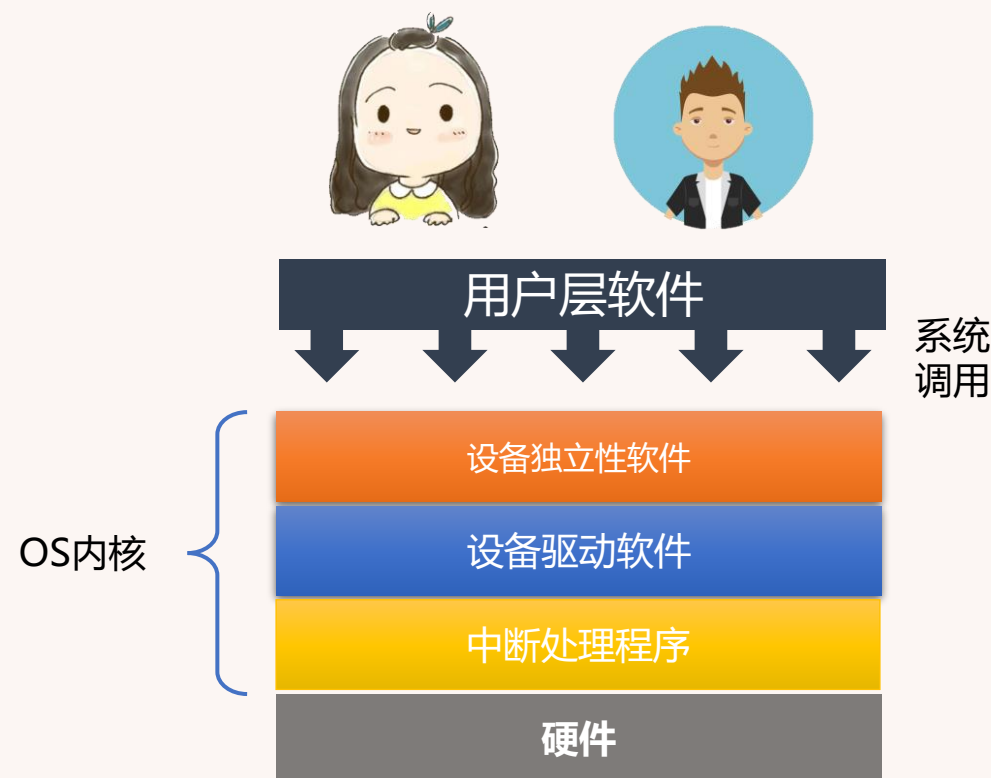 用户层软件
系统
调用
设备独立性软件
OS内核
设备驱动软件
中断处理程序
硬件